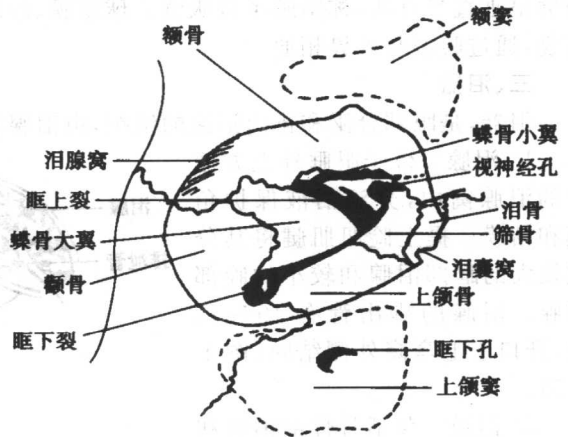 额骨
额窦
蝶骨小翼
视神经孔
泪腺窝
眶上裂
泪骨
蝶骨大翼
筛骨
泪囊窝
颧骨
上颌骨
眶下裂
眶下孔
上颌窦